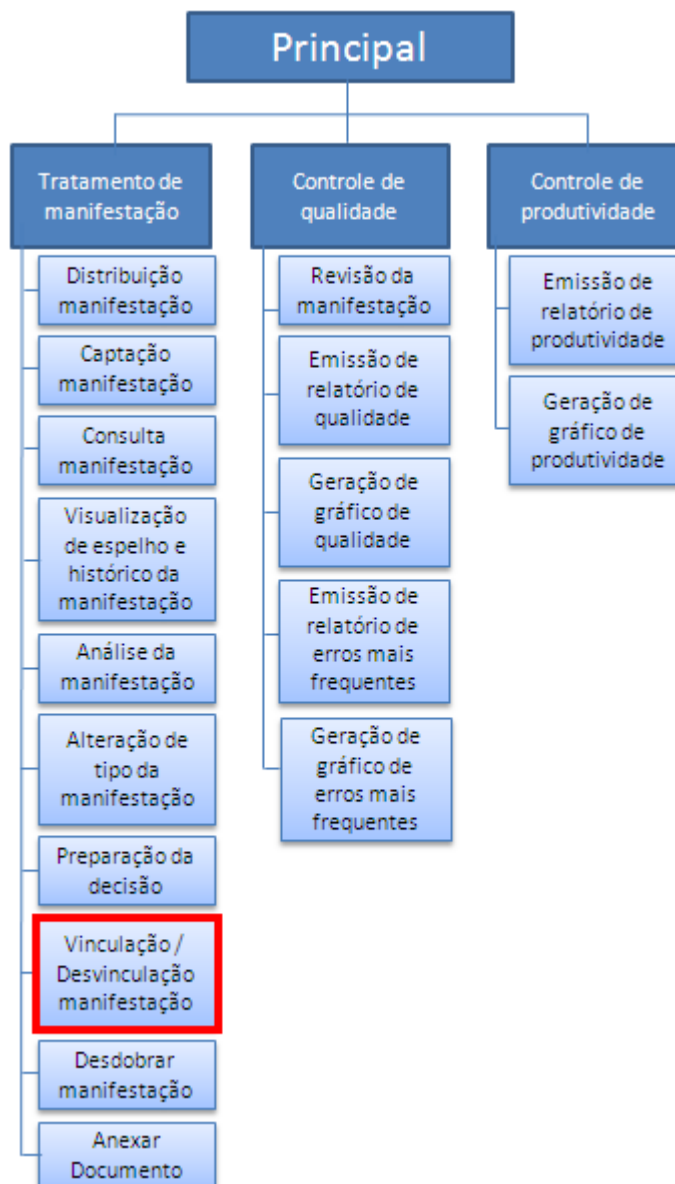 Principal
Tratamento de
manifestação
Distribuição
manifestação
Captação
manifestação
Consulta
manifestação
Visualização
de espelho e
histórico da
manifestação
Análise da
manifestação
Alteração de
tipo da
manifestação
Preparação da
decisão
Vinculação /
Desvinculação
manifestação
Desdobrar
manifestação
Anexar
Documento
Controle de
qualidade
Revisão da
manifestação
Emissão de
relatório de
qualidade
Geração de
gráfico de
qualidade
Emissão de
relatório de
erros mais
frequentes
Geração de
gráfico de
erros mais
frequentes
Controle de
produtividade
Emissão de
relatório de
produtividade
Geração de
gráfico de
produtividade